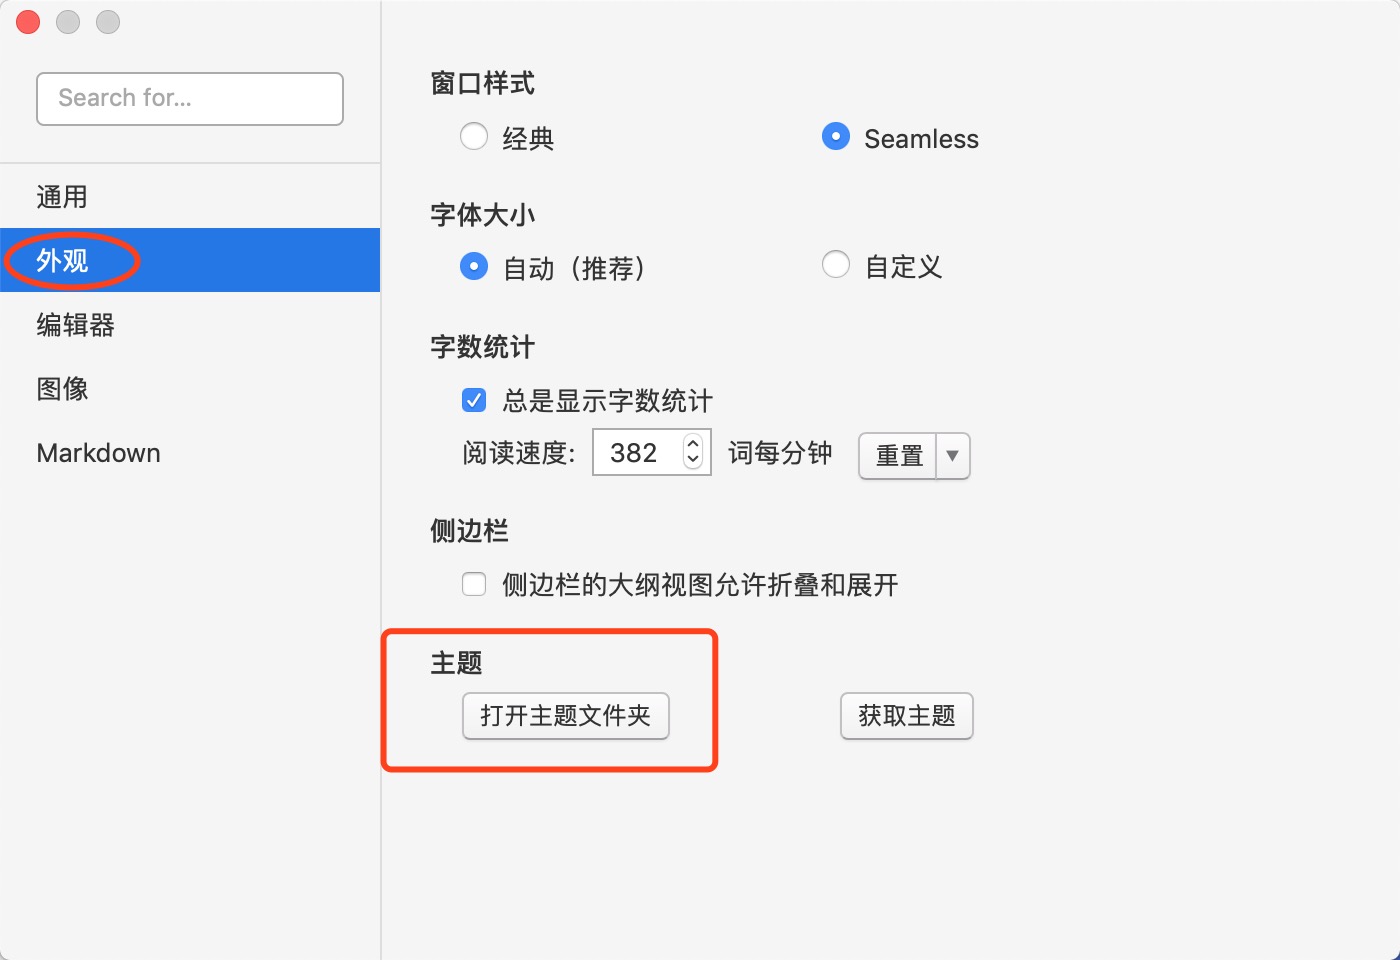 Search for...
通用
外观
编辑器
图像
Markdown
窗口样式
经典 Seamless
字体大小
自动（推荐） 自定义
字数统计
总是显示字数统计
阅读速度: 382 词每分钟 重置
侧边栏
侧边栏的大纲视图允许折叠和展开
主题
打开主题文件夹 获取主题